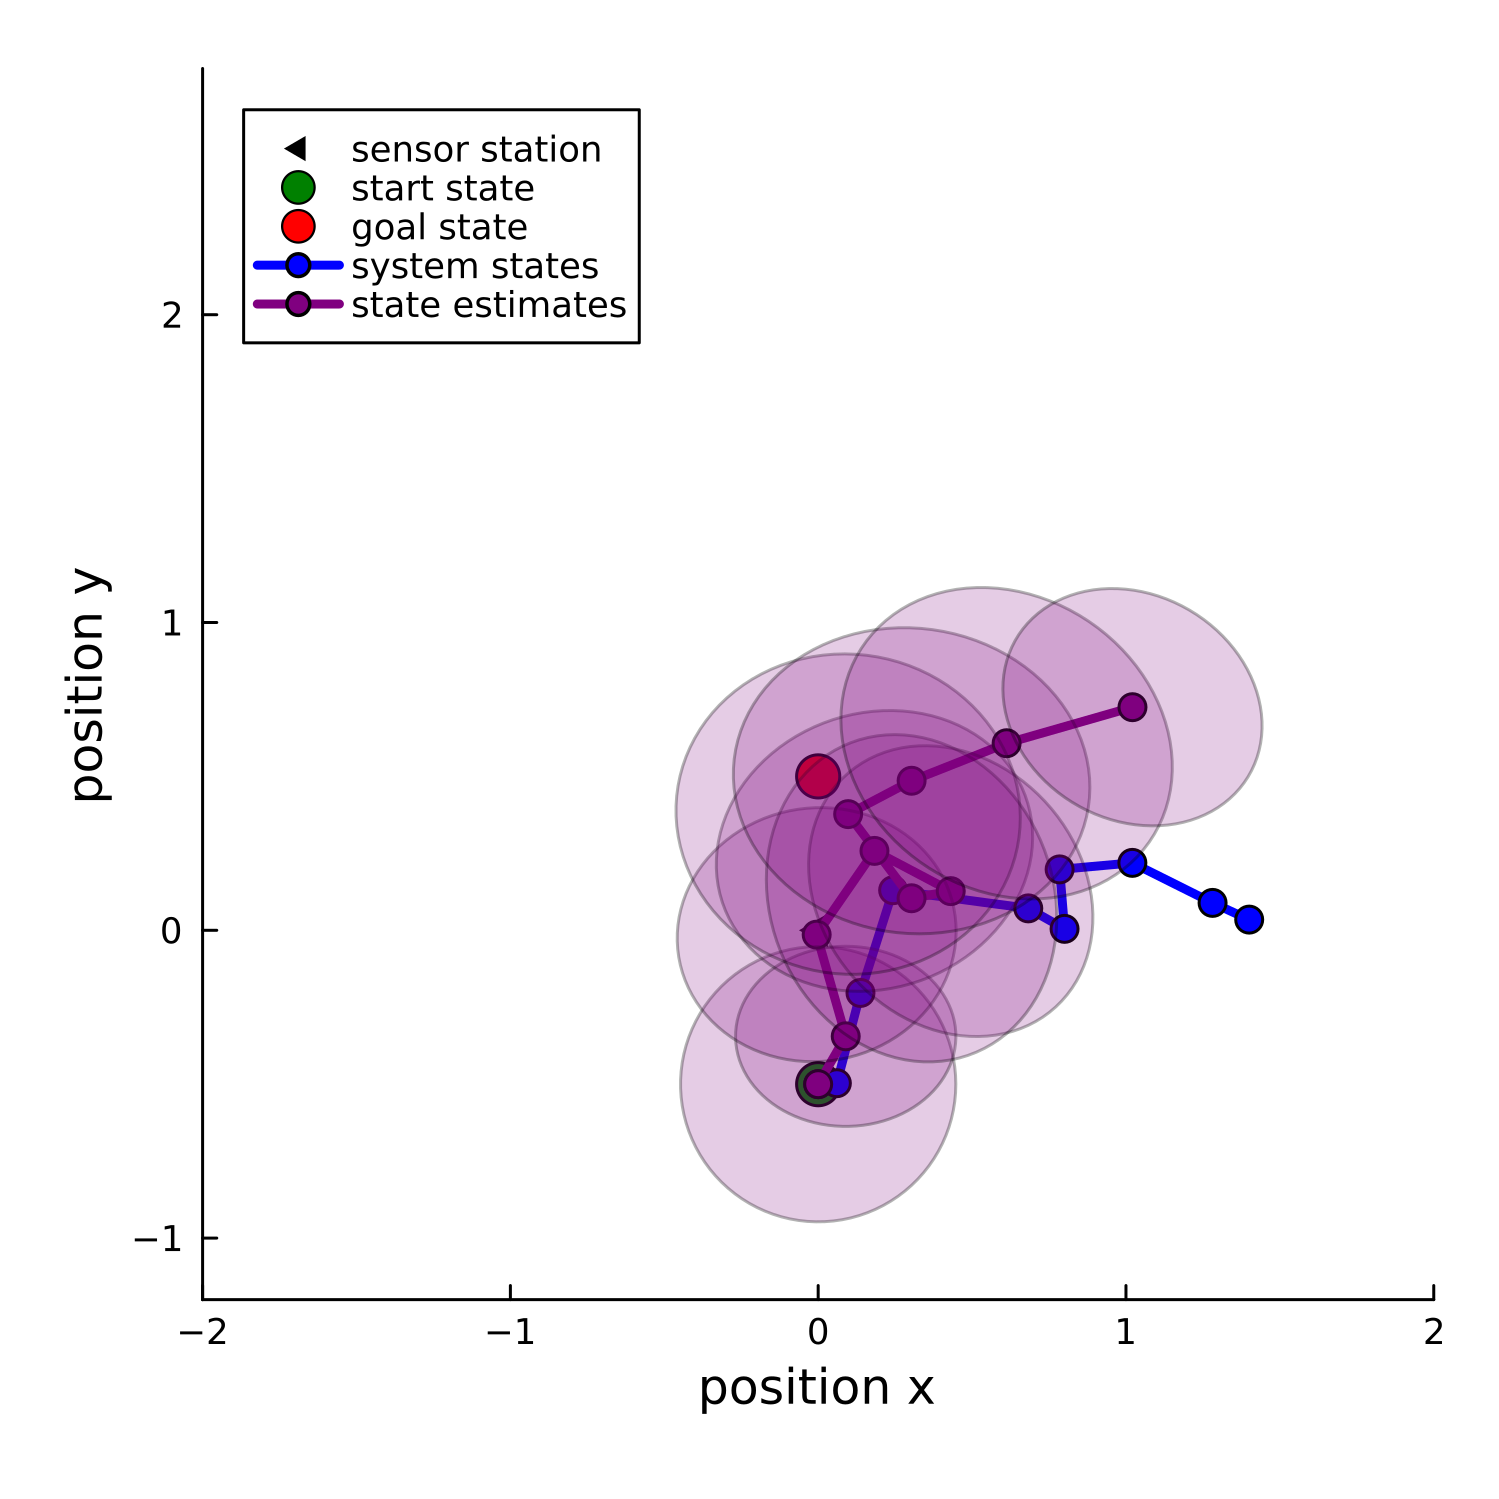 sensor station
start state
goal state
system states
state estimates
position y
2
1
0
−1
−2
−1
0
1
2
position x